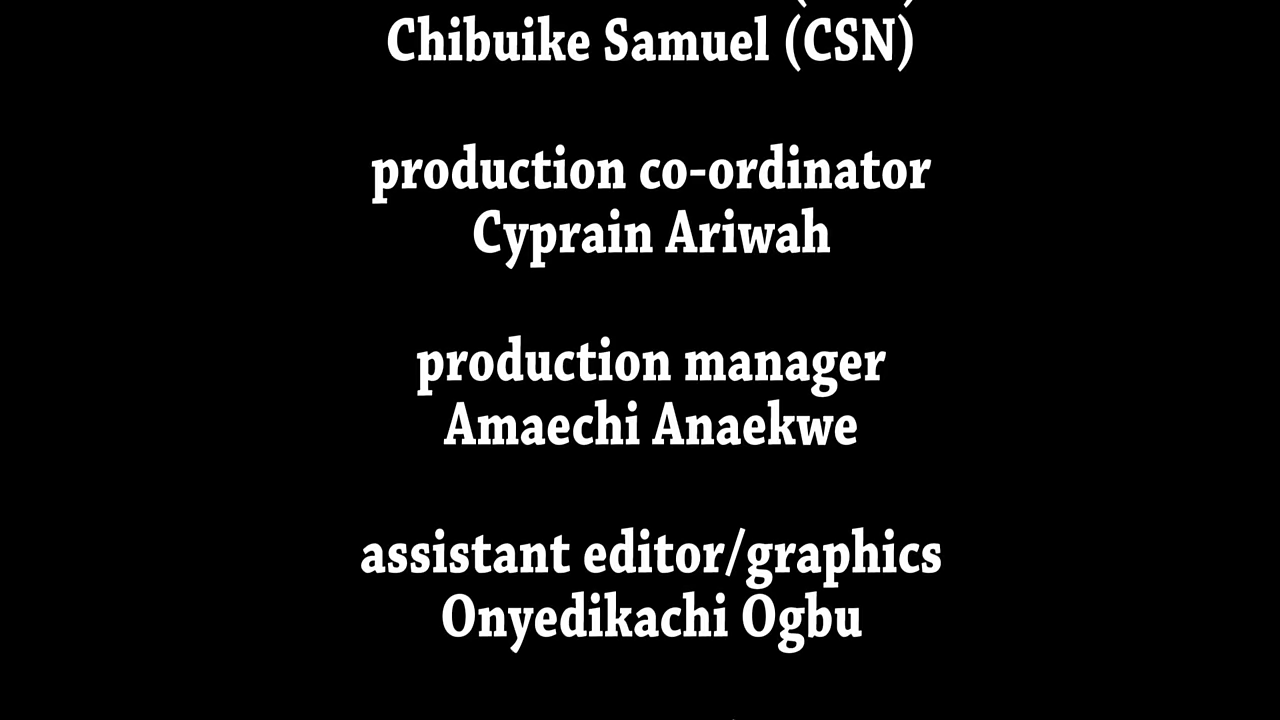 Chibuike Samuel (CSN)
production co-ordinator
Cyprain Ariwah
production manager
Amaechi Anaekwe
assistant editor/graphics
Onyedikachi Ogbu